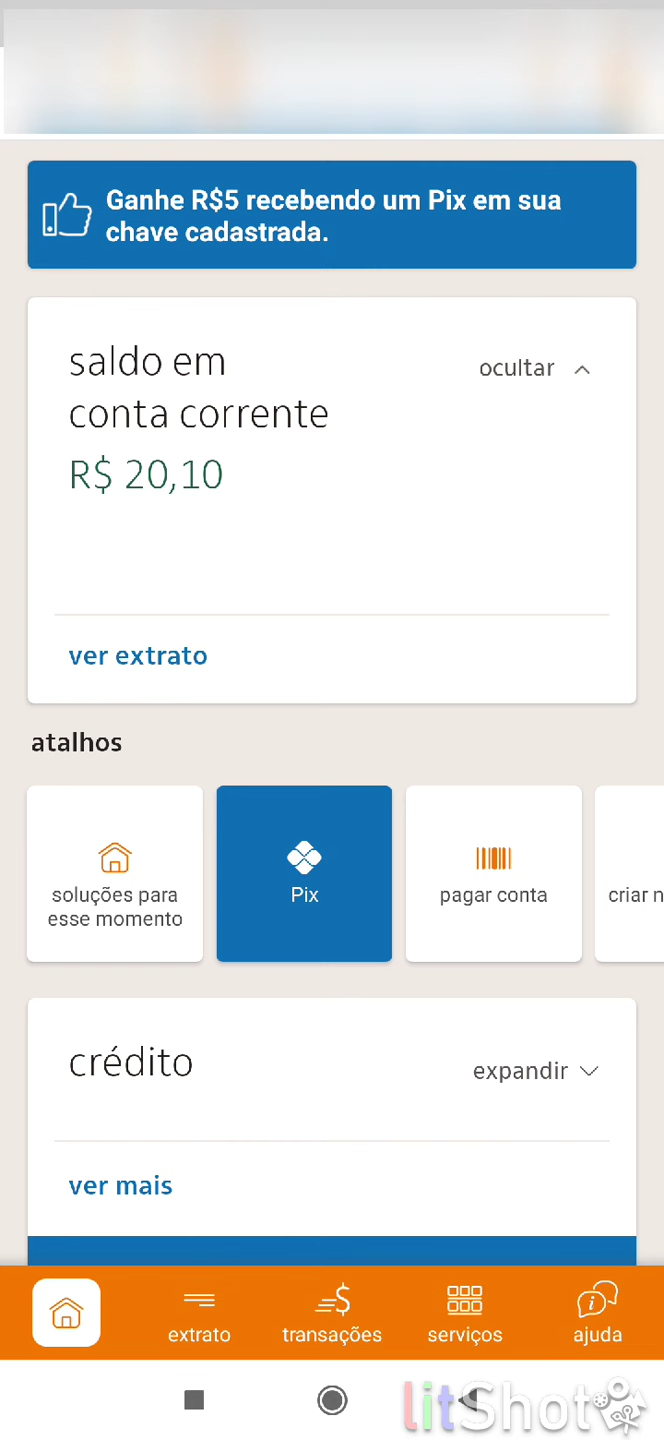 Ganhe R$5 recebendo um Pix em sua
chave cadastrada.
saldo em
conta corrente
ocultar
R$ 20,10
ver extrato
atalhos
soluções para
esse momento
Pix
pagar conta
criar n
crédito
expandir
ver mais
extrato
transações
serviços
ajuda
litShot